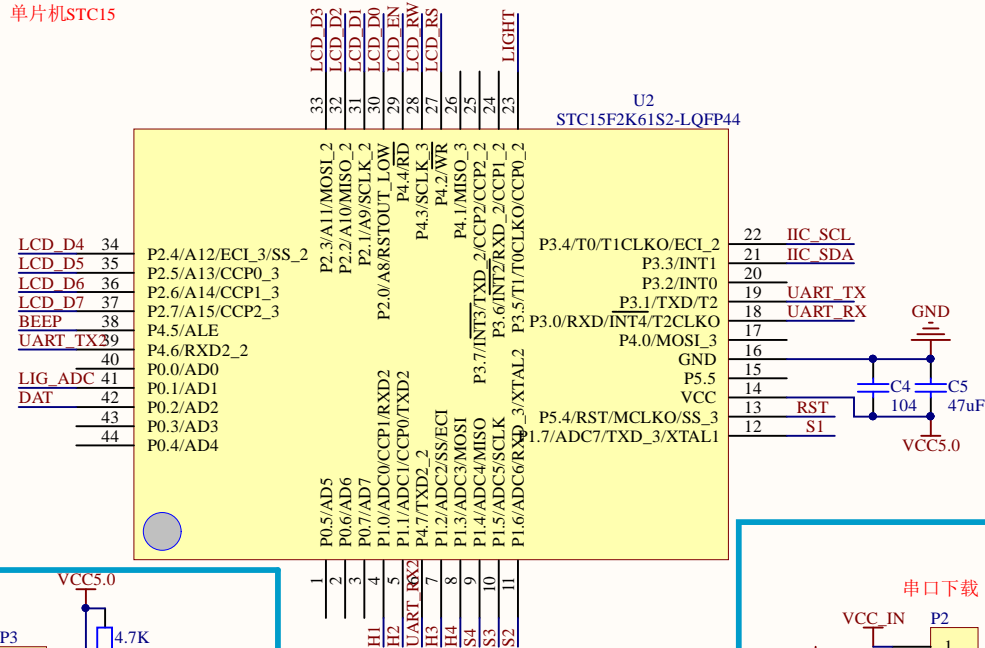 单片机STC15
LCD_D3
LCD_D2
LCD_D1
LCD_D0
LCD_EN
LCD_RW
LCD_RS
LIGHT
33
32
31
30
29
28
27
26
25
24
23
U2
STC15F2K61S2-LQFP44
P2.3/A11/MOSI_2
P2.2/A10/MISO_2
P2.1/A9/SCLK_2
P2.0/A8/RSTOUT_LOW
P4.4/RD
P4.3/SCLK_3
P4.2/WR
P4.1/MISO_3
P3.7/INT3/TXD_2/CCP2/CCP2_2
P3.6/INT2/RXD_2/CCP1_2
P3.5/T1/T0CLKO/CCP0_2
LCD_D4 34 P2.4/A12/ECI_3/SS_2
LCD_D5 35 P2.5/A13/CCP0_3
LCD_D6 36 P2.6/A14/CCP1_3
LCD_D7 37 P2.7/A15/CCP2_3
BEEP 38 P4.5/ALE
UART_TX2 39 P4.6/RXD2_2
40 P0.0/AD0
LIG_ADC 41 P0.1/AD1
DAT 42 P0.2/AD2
43 P0.3/AD3
44 P0.4/AD4
P3.4/T0/T1CLKO/ECI_2 22 IIC_SCL
P3.3/INT1 21 IIC_SDA
P3.2/INT0 20
P3.1/TXD/T2 19 UART_TX
P3.0/RXD/INT4/T2CLKO 18 UART_RX
P4.0/MOSI_3 17
GND 16
P5.5 15
VCC 14
P5.4/RST/MCLKO/SS_3 13 RST
P1.7/ADC7/TXD_3/XTAL1 12 S1
GND
C4
104
C5
47uF
VCC5.0
P0.5/AD5
P0.6/AD6
P0.7/AD7
P1.0/ADC0/CCP1/RXD2
P1.1/ADC1/CCP0/TXD2
P4.7/TXD2_2
P1.2/ADC2/SS/ECI
P1.3/ADC3/MOSI
P1.4/ADC4/MISO
P1.5/ADC5/SCLK
P1.6/ADC6/RXD_3/XTAL2
1
2
3
4
5
6
7
8
9
10
11
H1
H2
UART_RX2
H3
H4
S4
S3
S2
VCC5.0
P3
4.7K
串口下载
VCC_IN
P2
1